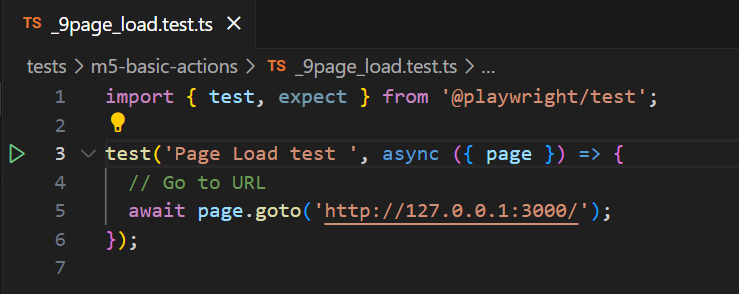 TS _9page_load.test.ts ×
tests > m5-basic-actions > TS _9page_load.test.ts > ...
1 import { test, expect } from '@playwright/test';
2
3 test('Page Load test ', async ({ page }) => {
4 // Go to URL
5 await page.goto('http://127.0.0.1:3000/');
6 });
7